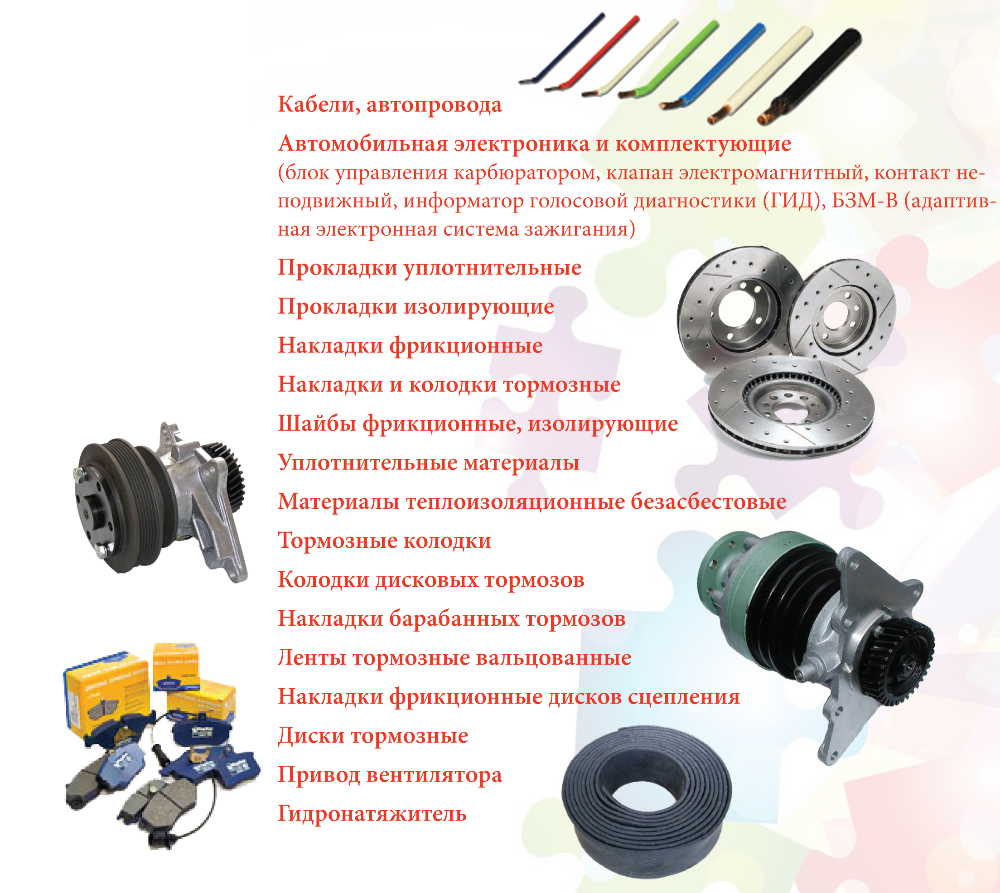 Кабели, автопровода
Автомобильная электроника и комплектующие
(блок управления карбюратором, клапан электромагнитный, контакт не-
подвижный, информатор голосовой диагностики (ГИД), БЗМ-В (адаптив-
ная электронная система зажигания)
Прокладки уплотнительные
Прокладки изолирующие
Накладки фрикционные
Накладки и колодки тормозные
Шайбы фрикционные, изолирующие
Уплотнительные материалы
Материалы теплоизоляционные безасбестовые
Тормозные колодки
Колодки дисковых тормозов
Накладки барабанных тормозов
Ленты тормозные вальцованные
Накладки фрикционные дисков сцепления
Диски тормозные
Привод вентилятора
Гидронатяжитель